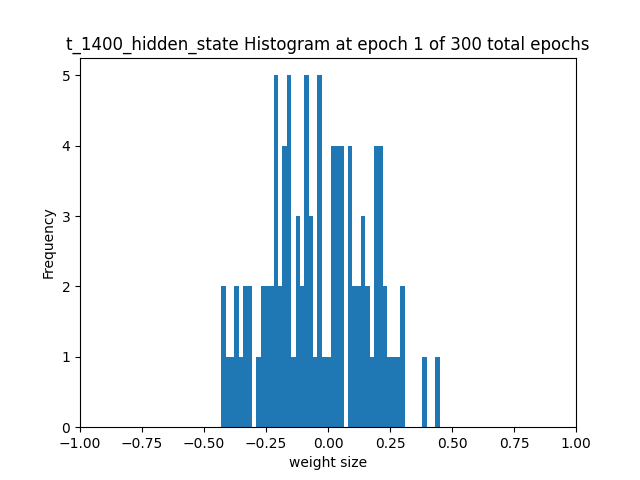 t_1400_hidden_state Histogram at epoch 1 of 300 total epochs
5
4
3
2
1
0
Frequency
−1.00 −0.75 −0.50 −0.25 0.00 0.25 0.50 0.75 1.00
weight size